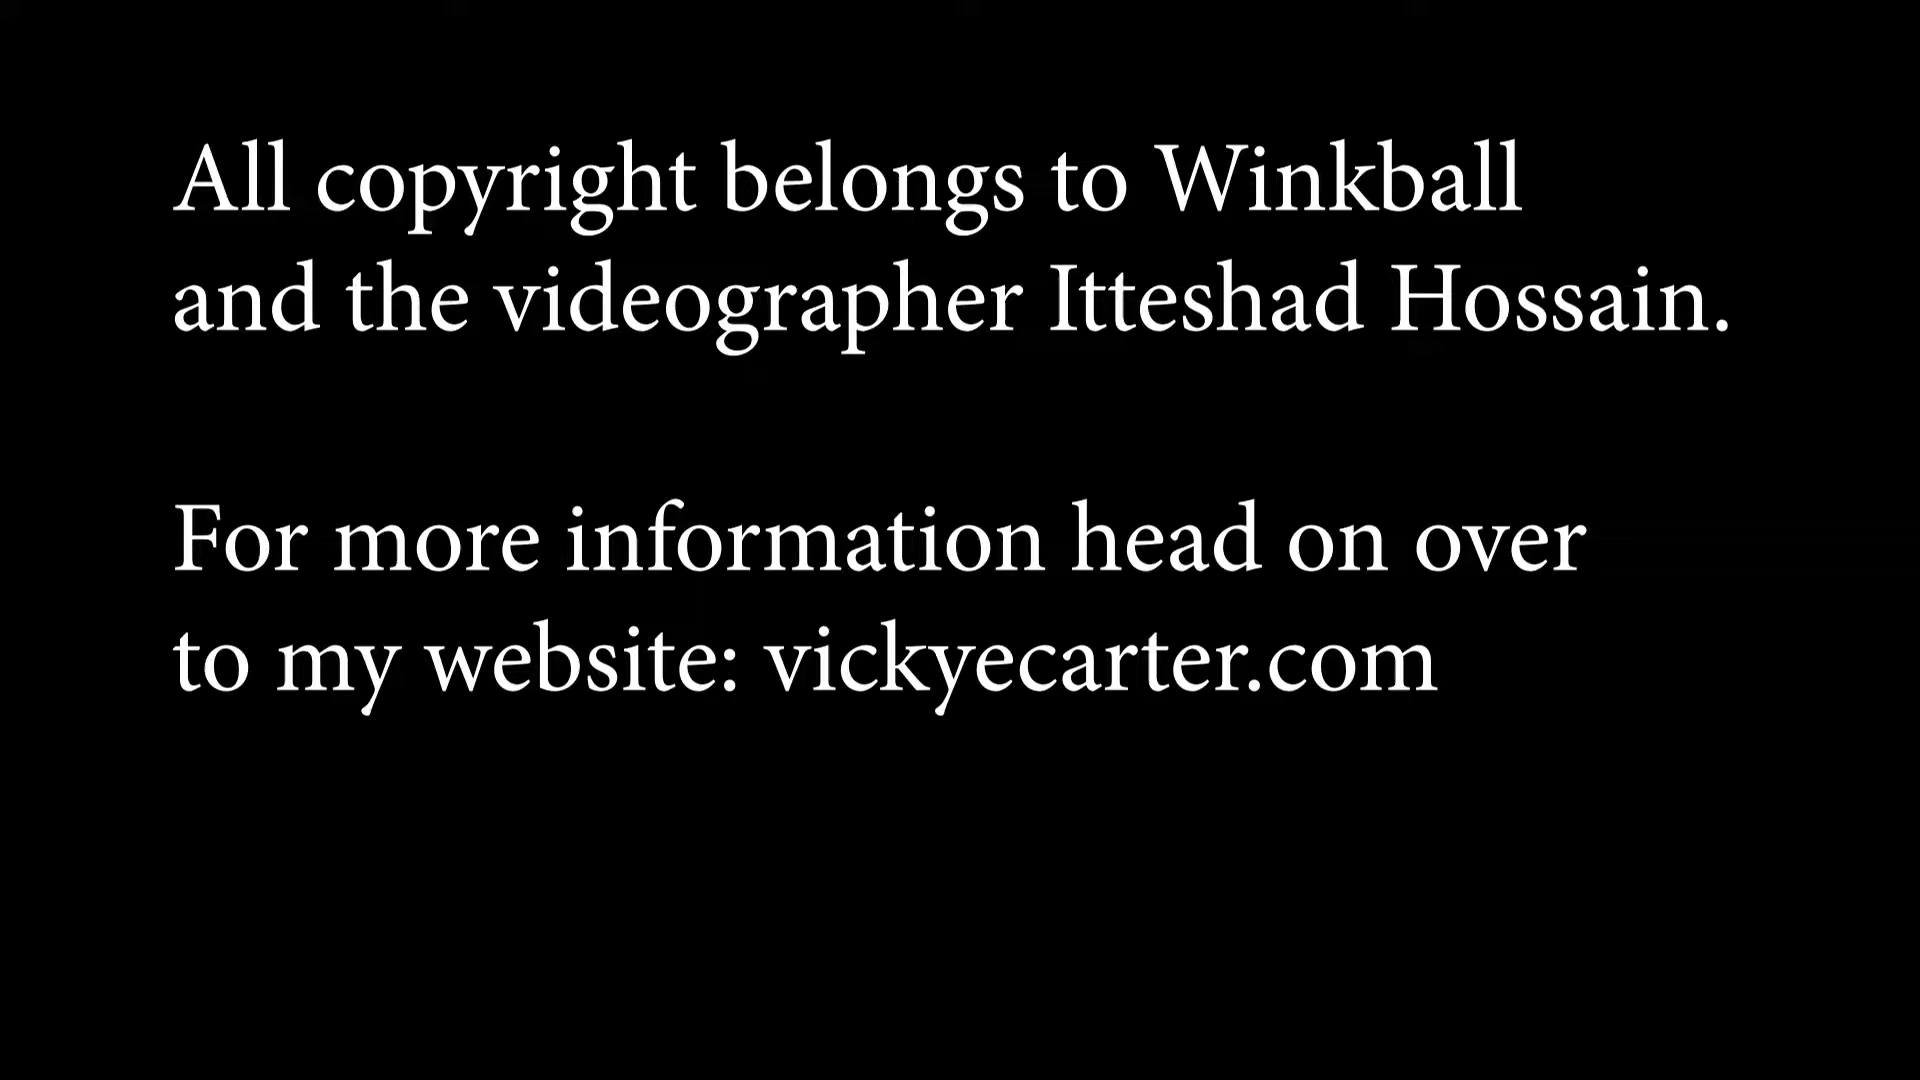 All copyright belongs to Winkball
and the videographer Itteshad Hossain.
For more information head on over
to my website: vickyecarter.com